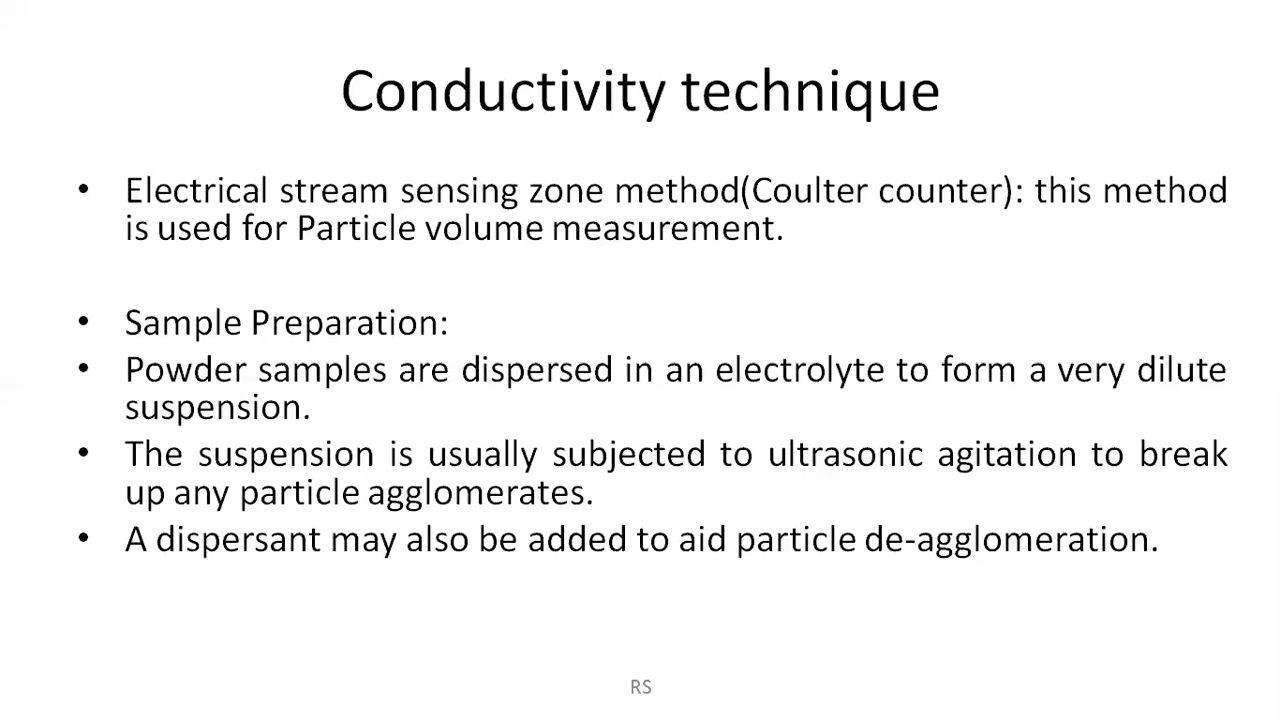 Conductivity technique
• Electrical stream sensing zone method(Coulter counter): this method
is used for Particle volume measurement.
• Sample Preparation:
• Powder samples are dispersed in an electrolyte to form a very dilute
suspension.
• The suspension is usually subjected to ultrasonic agitation to break
up any particle agglomerates.
• A dispersant may also be added to aid particle de-agglomeration.
RS